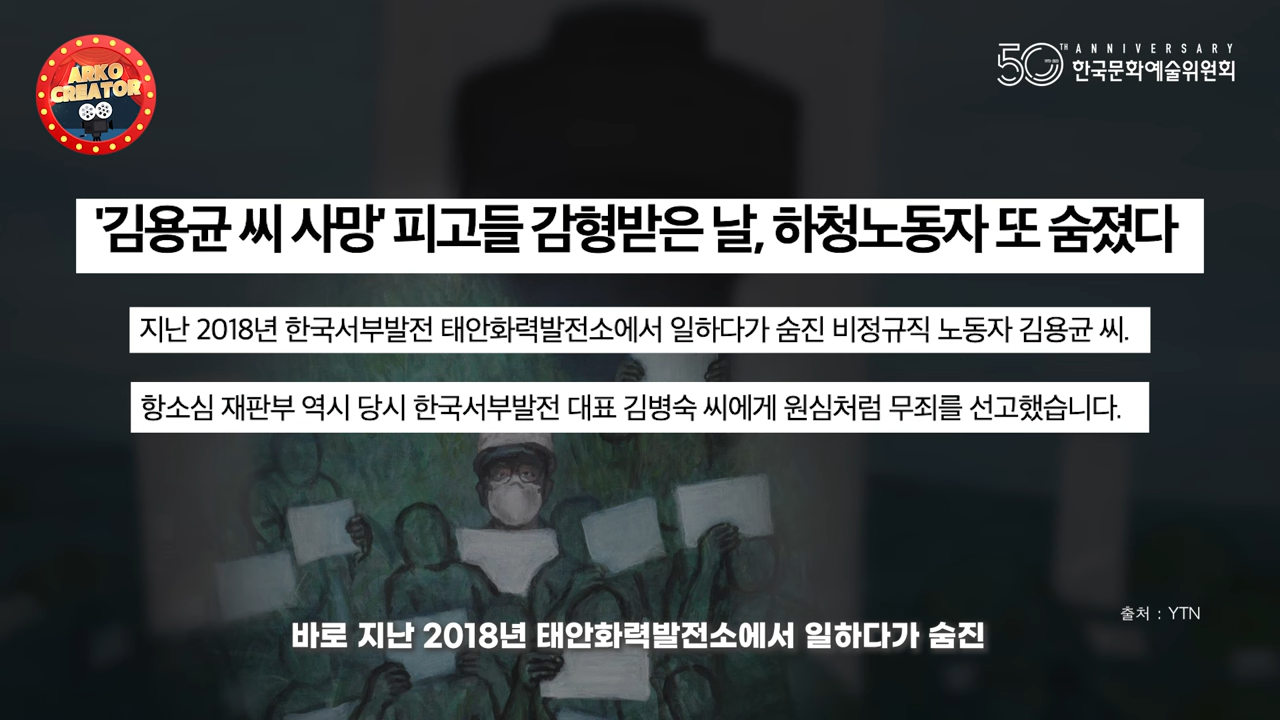 ARKO
CREATOR
50TH ANNIVERSARY
한국문화예술위원회
'김용균 씨 사망' 피고들 감형받은 날, 하청노동자 또 숨졌다
지난 2018년 한국서부발전 태안화력발전소에서 일하다가 숨진 비정규직 노동자 김용균 씨.
항소심 재판부 역시 당시 한국서부발전 대표 김병숙 씨에게 원심처럼 무죄를 선고했습니다.
출처 : YTN
바로 지난 2018년 태안화력발전소에서 일하다가 숨진